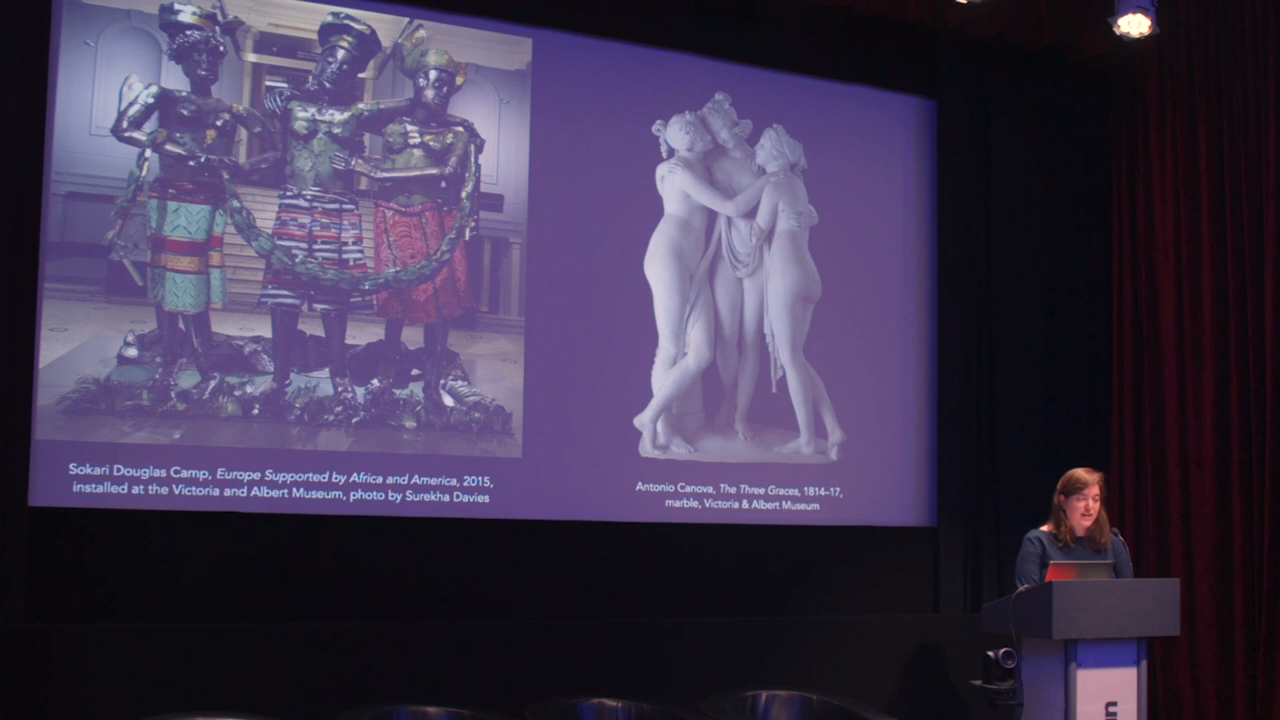 Sokari Douglas Camp, Europe Supported by Africa and America, 2015,
installed at the Victoria and Albert Museum, photo by Surekha Davies
Antonio Canova, The Three Graces, 1814–17,
marble, Victoria & Albert Museum